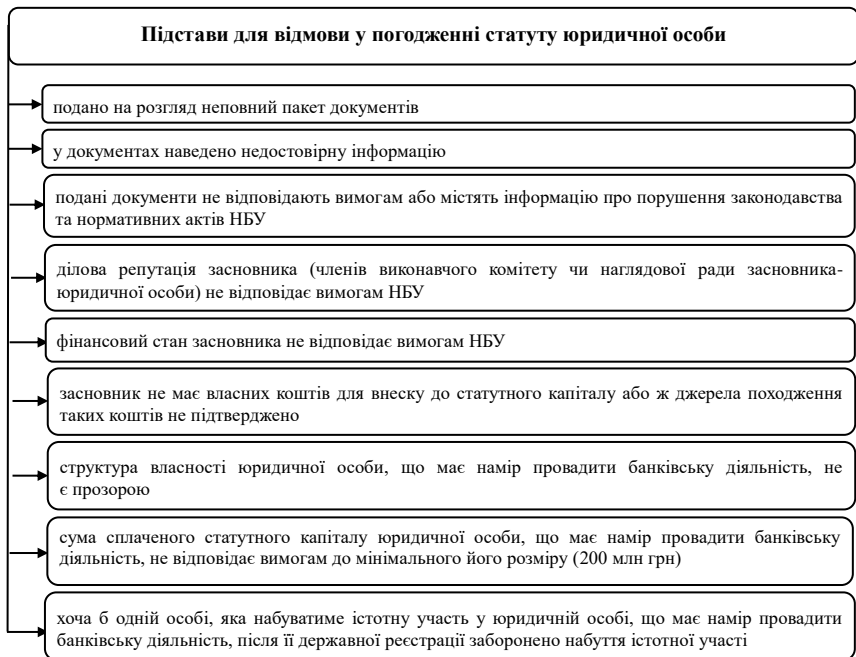 Підстави для відмови у погодженні статуту юридичної особи
подано на розгляд неповний пакет документів
у документах наведено недостовірну інформацію
подані документи не відповідають вимогам або містять інформацію про порушення законодавства
та нормативних актів НБУ
ділова репутація засновника (членів виконавчого комітету чи наглядової ради засновника-
юридичної особи) не відповідає вимогам НБУ
фінансовий стан засновника не відповідає вимогам НБУ
засновник не має власних коштів для внеску до статутного капіталу або ж джерела походження
таких коштів не підтверджено
структура власності юридичної особи, що має намір провадити банківську діяльність, не
є прозорою
сума сплаченого статутного капіталу юридичної особи, що має намір провадити банківську
діяльність, не відповідає вимогам до мінімального його розміру (200 млн грн)
хоча б одній особі, яка набуватиме істотну участь у юридичній особі, що має намір провадити
банківську діяльність, після її державної реєстрації заборонено набуття істотної участі